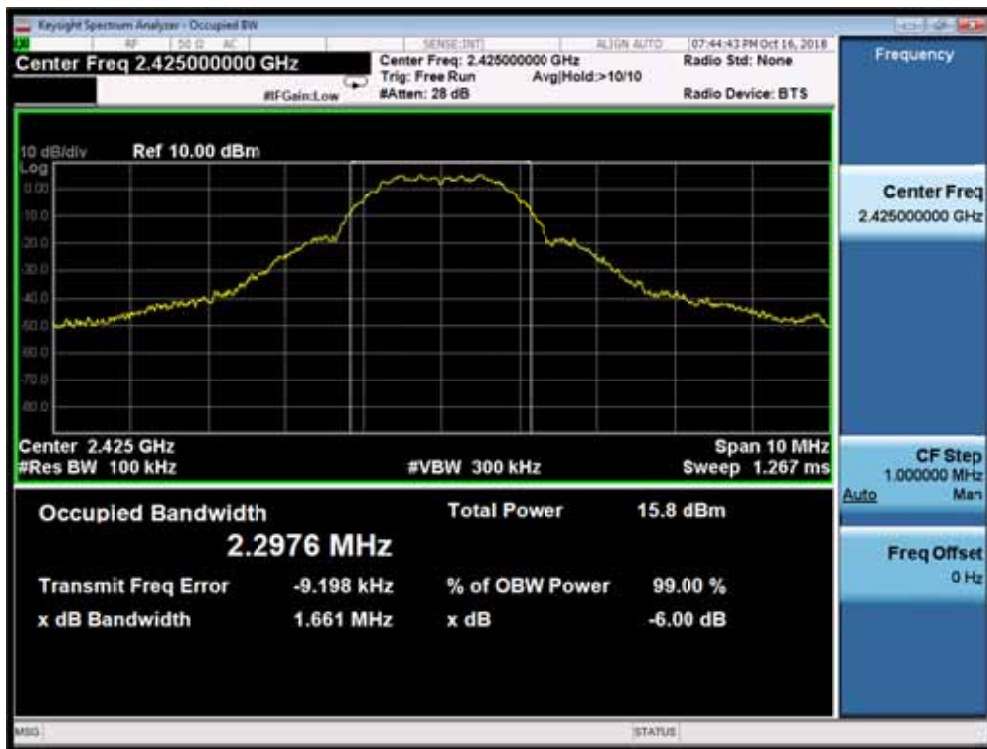 Keysight Spectrum Analyzer - Occupied BW
LXI RF 50 Ω AC SENSE:INT ALIGN AUTO 07:44:43 PM Oct 16, 2018
Center Freq 2.425000000 GHz
Center Freq: 2.425000000 GHz Radio Std: None
Trig: Free Run Avg|Hold:>10/10
#IFGain:Low #Atten: 28 dB Radio Device: BTS
Frequency
10 dB/div Ref 10.00 dBm
Log
0.00
-10.0
-20.0
-30.0
-40.0
-50.0
-60.0
-70.0
-80.0
Center 2.425 GHz Span 10 MHz
#Res BW 100 kHz #VBW 300 kHz Sweep 1.267 ms
Occupied Bandwidth Total Power 15.8 dBm
2.2976 MHz
Transmit Freq Error -9.198 kHz % of OBW Power 99.00 %
x dB Bandwidth 1.661 MHz x dB -6.00 dB
Center Freq
2.425000000 GHz
CF Step
1.000000 MHz
Auto Man
Freq Offset
0 Hz
MSG STATUS